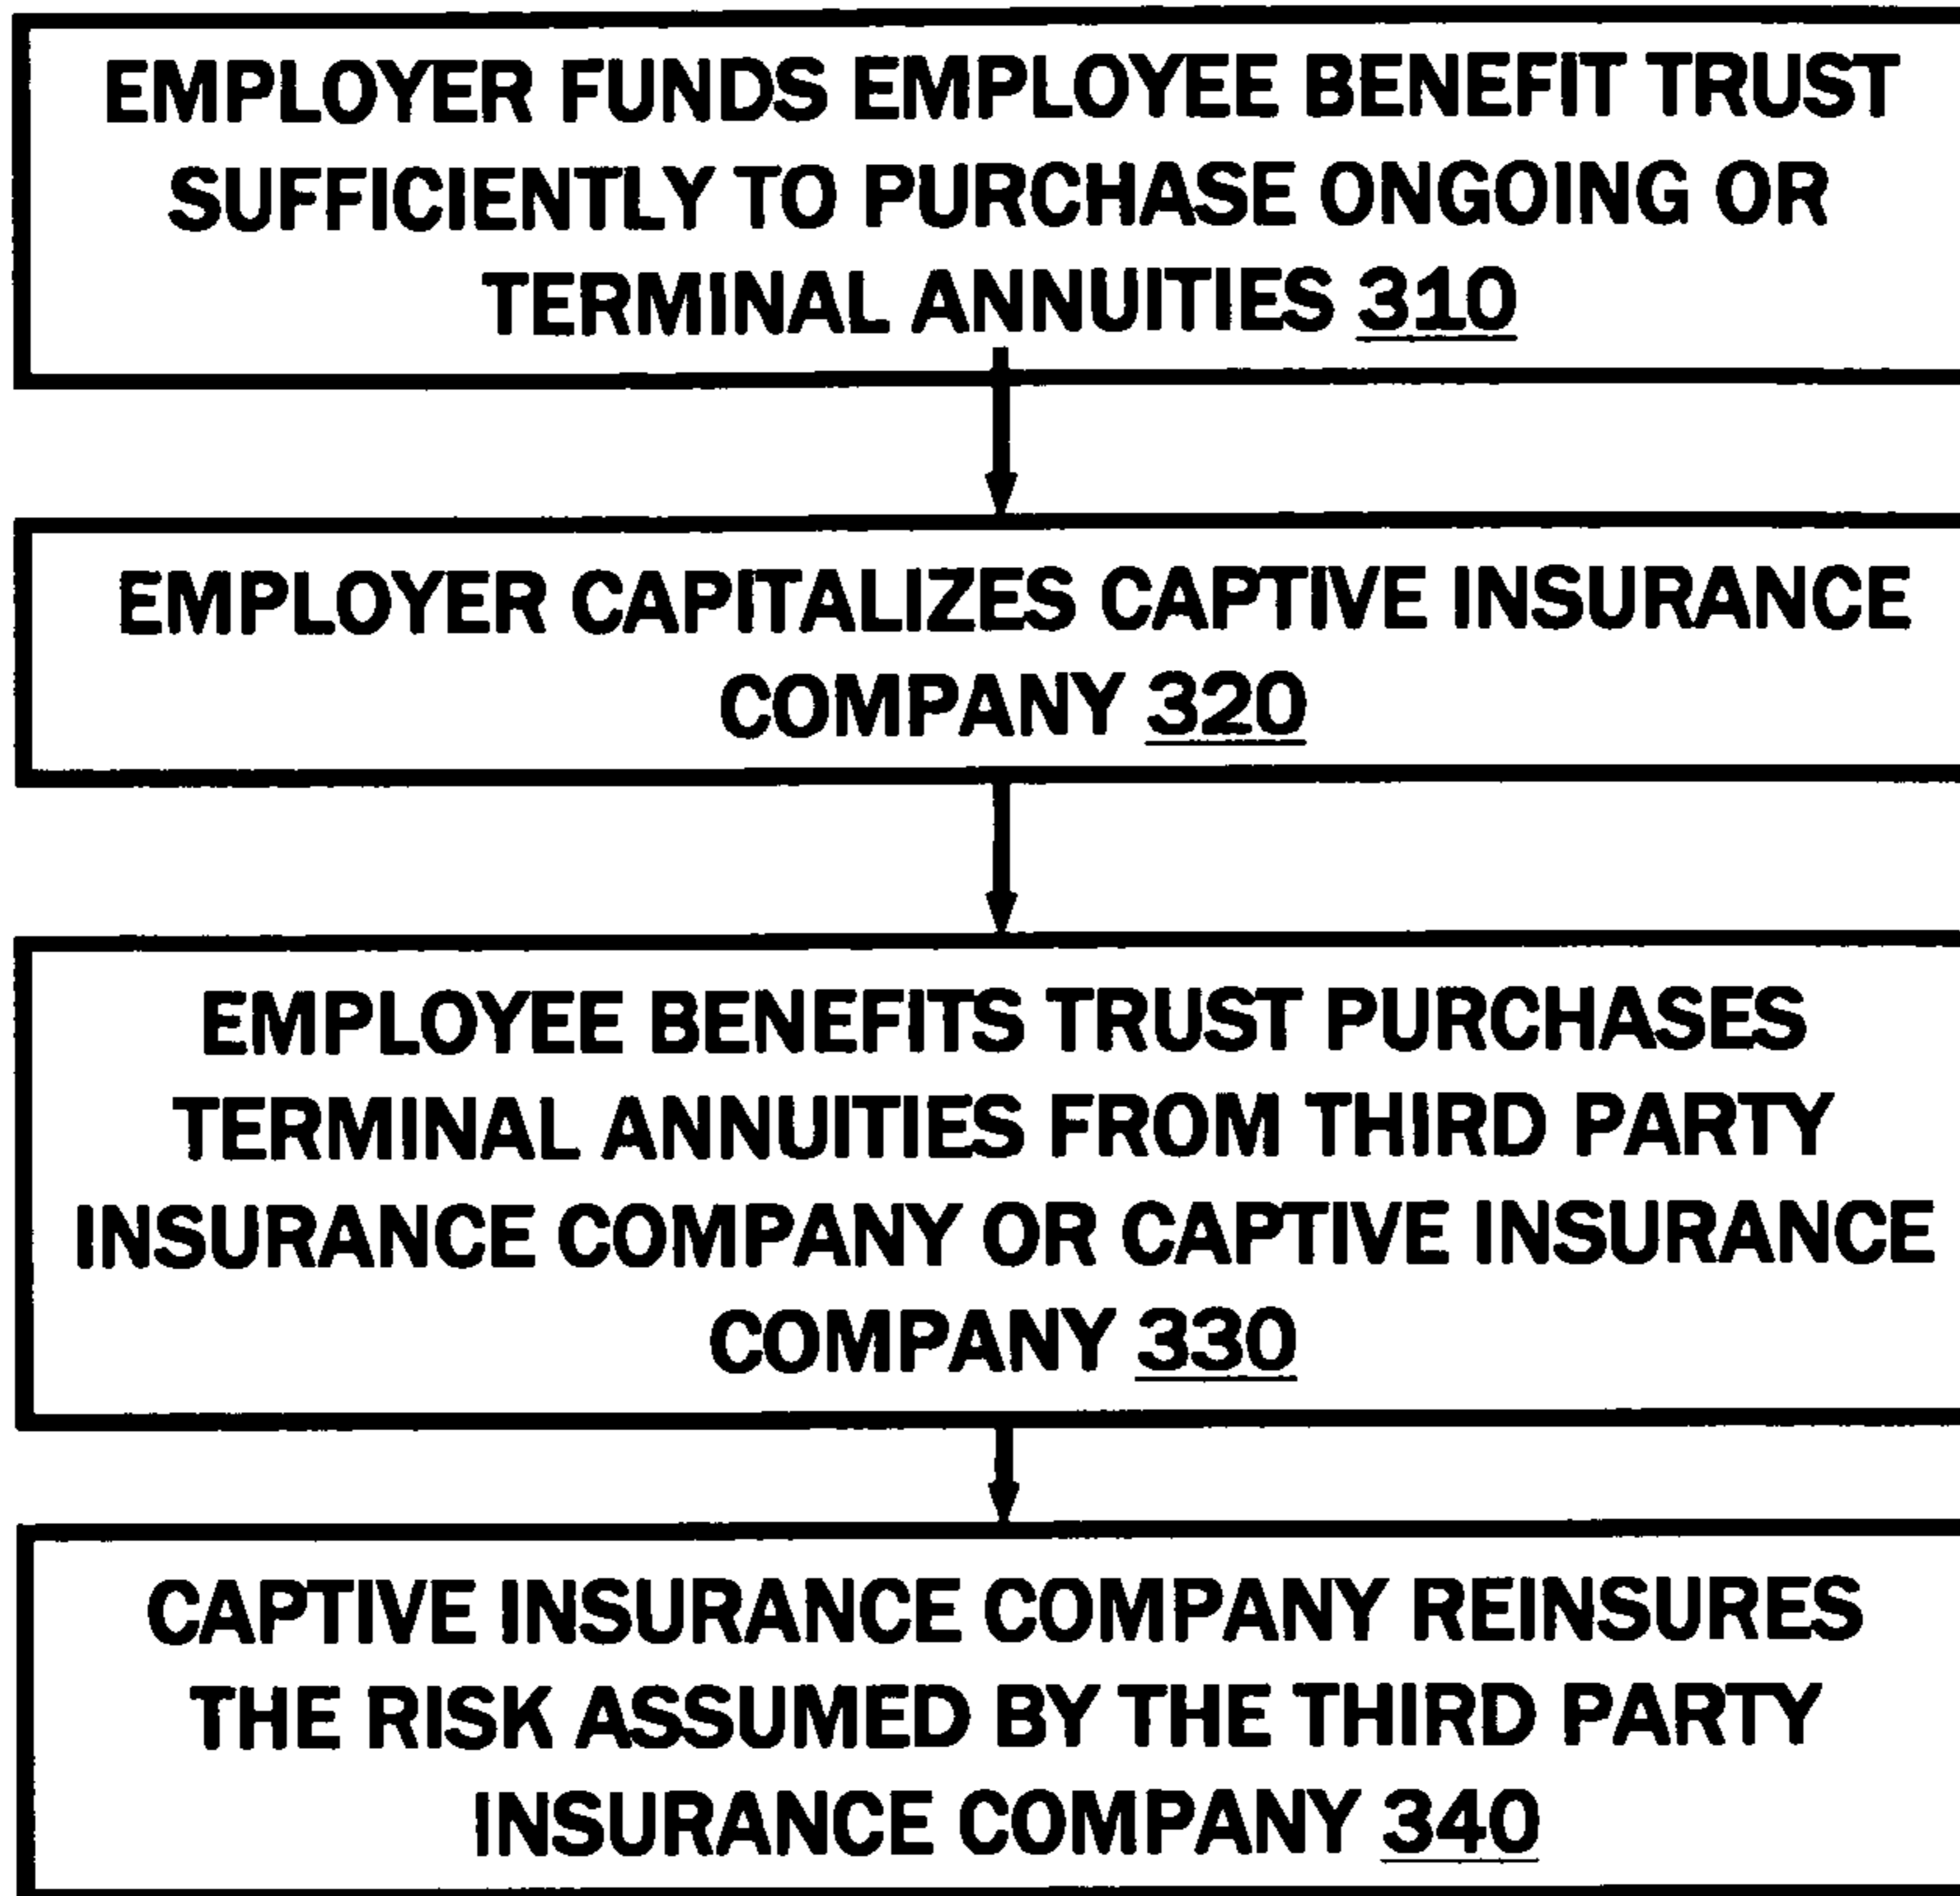 EMPLOYER FUNDS EMPLOYEE BENEFIT TRUST
SUFFICIENTLY TO PURCHASE ONGOING OR
TERMINAL ANNUITIES 310
EMPLOYER CAPITALIZES CAPTIVE INSURANCE
COMPANY 320
EMPLOYEE BENEFITS TRUST PURCHASES
TERMINAL ANNUITIES FROM THIRD PARTY
INSURANCE COMPANY OR CAPTIVE INSURANCE
COMPANY 330
CAPTIVE INSURANCE COMPANY REINSURES
THE RISK ASSUMED BY THE THIRD PARTY
INSURANCE COMPANY 340